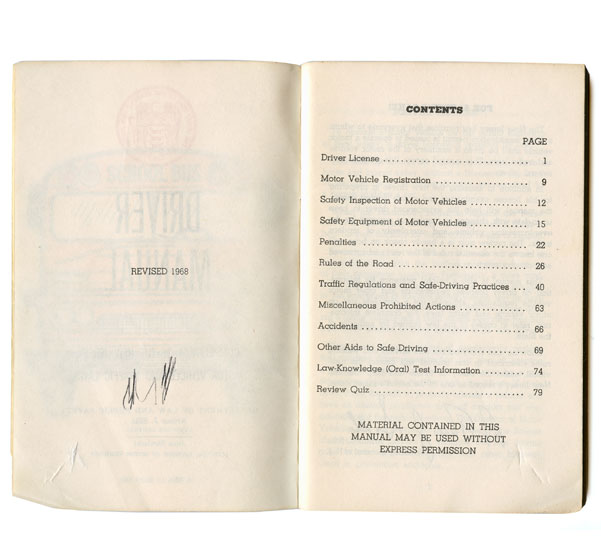 REVISED 1968
CONTENTS
PAGE
Driver License ............................ 1
Motor Vehicle Registration .................. 9
Safety Inspection of Motor Vehicles ........... 12
Safety Equipment of Motor Vehicles ........... 15
Penalties ................................ 22
Rules of the Road ......................... 26
Traffic Regulations and Safe-Driving Practices ... 40
Miscellaneous Prohibited Actions ............. 63
Accidents ................................ 66
Other Aids to Safe Driving .................. 69
Law-Knowledge (Oral) Test Information ....... 74
Review Quiz .............................. 79
MATERIAL CONTAINED IN THIS
MANUAL MAY BE USED WITHOUT
EXPRESS PERMISSION
DRIVER
MANUAL